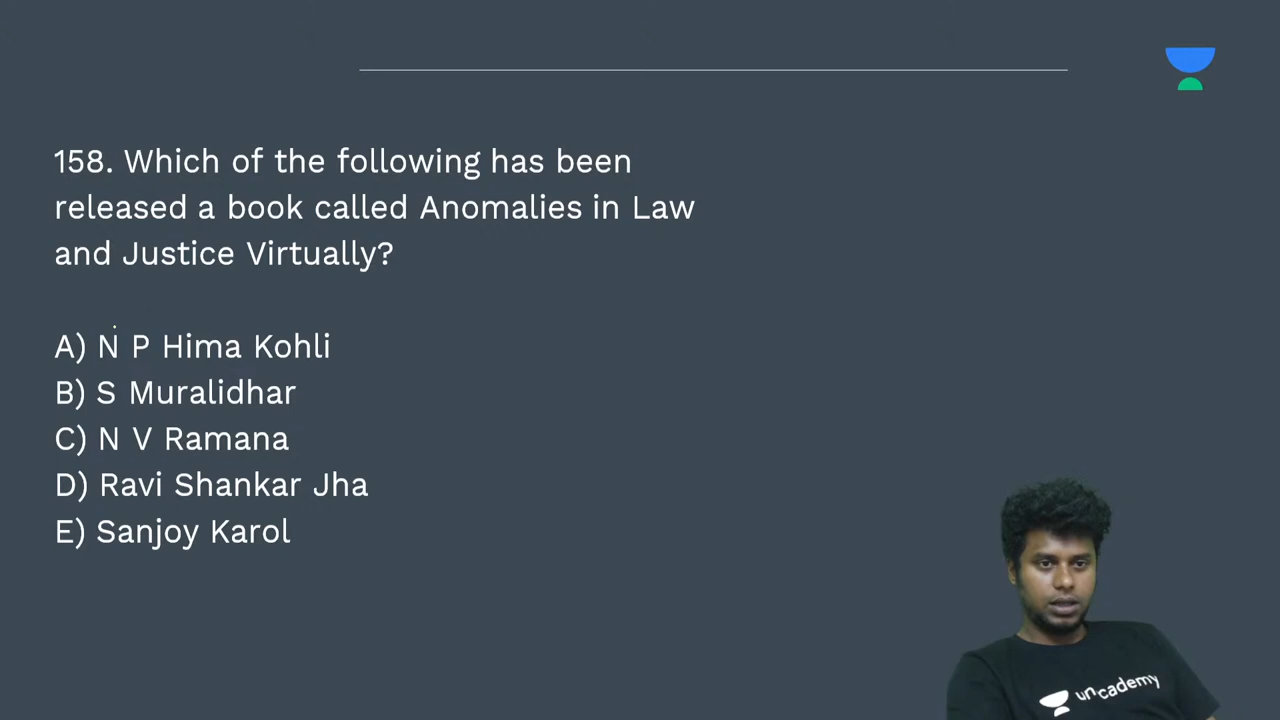 158. Which of the following has been
released a book called Anomalies in Law
and Justice Virtually?
A) N P Hima Kohli
B) S Muralidhar
C) N V Ramana
D) Ravi Shankar Jha
E) Sanjoy Karol
unacademy